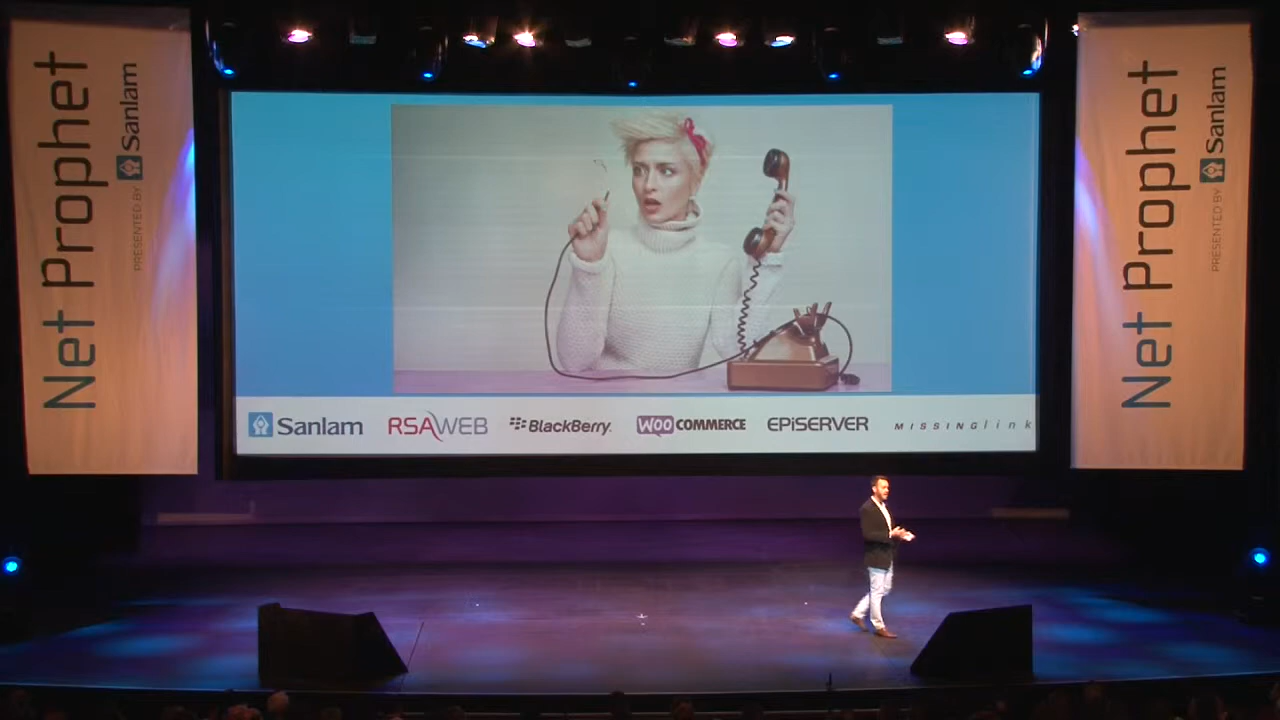 Net Prophet
PRESENTED BY Sanlam
Sanlam
RSAWEB
BlackBerry.
WOO COMMERCE
EPiSERVER
MISSINGlink
Net Prophet
PRESENTED BY Sanlam